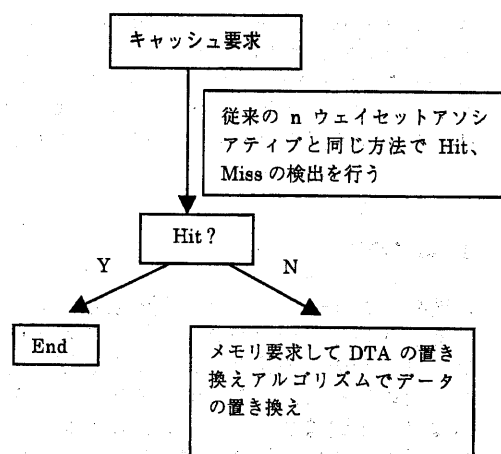 キャッシュ要求
従来の n ウェイセットアソシ
アティブと同じ方法で Hit、
Miss の検出を行う
Hit？
Y
N
End
メモリ要求して DTA の置き
換えアルゴリズムでデータ
の置き換え